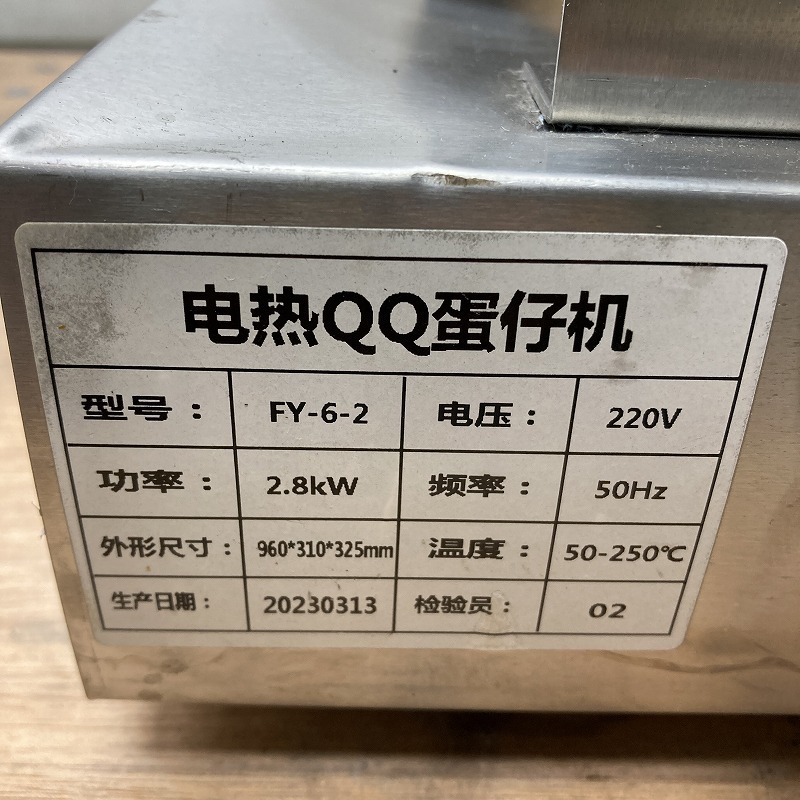 电热QQ蛋仔机
型号： FY-6-2 电压： 220V
功率： 2.8kW 频率： 50Hz
外形尺寸： 960*310*325mm 温度： 50-250℃
生产日期： 20230313 检验员： 02